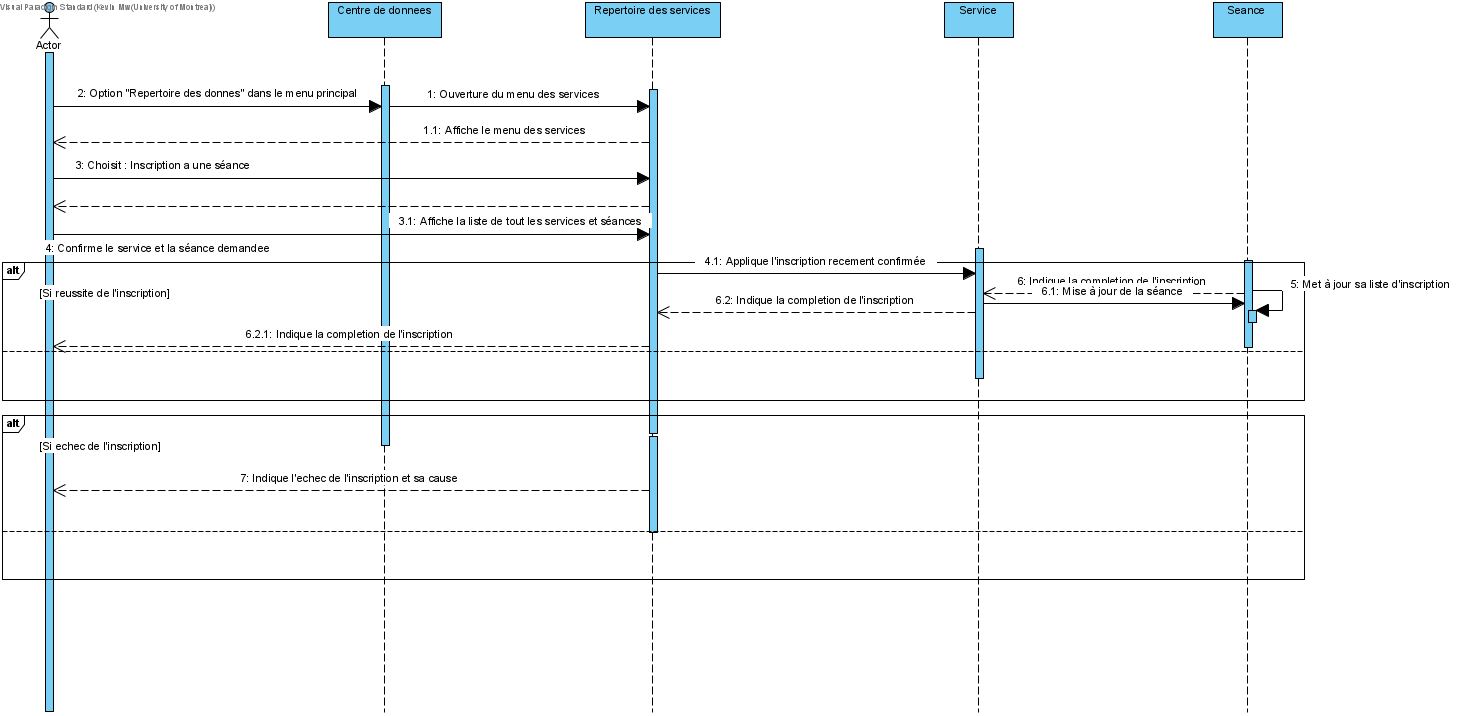 Visual Paradigm Standard(Kevin Mw(University of Montreal))
Actor
Centre de donnees
Repertoire des services
Service
Seance
2: Option "Repertoire des donnes" dans le menu principal
1: Ouverture du menu des services
1.1: Affiche le menu des services
3: Choisit : Inscription a une séance
3.1: Affiche la liste de tout les services et séances
4: Confirme le service et la séance demandee
alt
4.1: Applique l'inscription recement confirmée
[Si reussite de l'inscription]
6: Indique la completion de l'inscription
5: Met à jour sa liste d'inscription
6.1: Mise à jour de la séance
6.2: Indique la completion de l'inscription
6.2.1: Indique la completion de l'inscription
alt
[Si echec de l'inscription]
7: Indique l'echec de l'inscription et sa cause